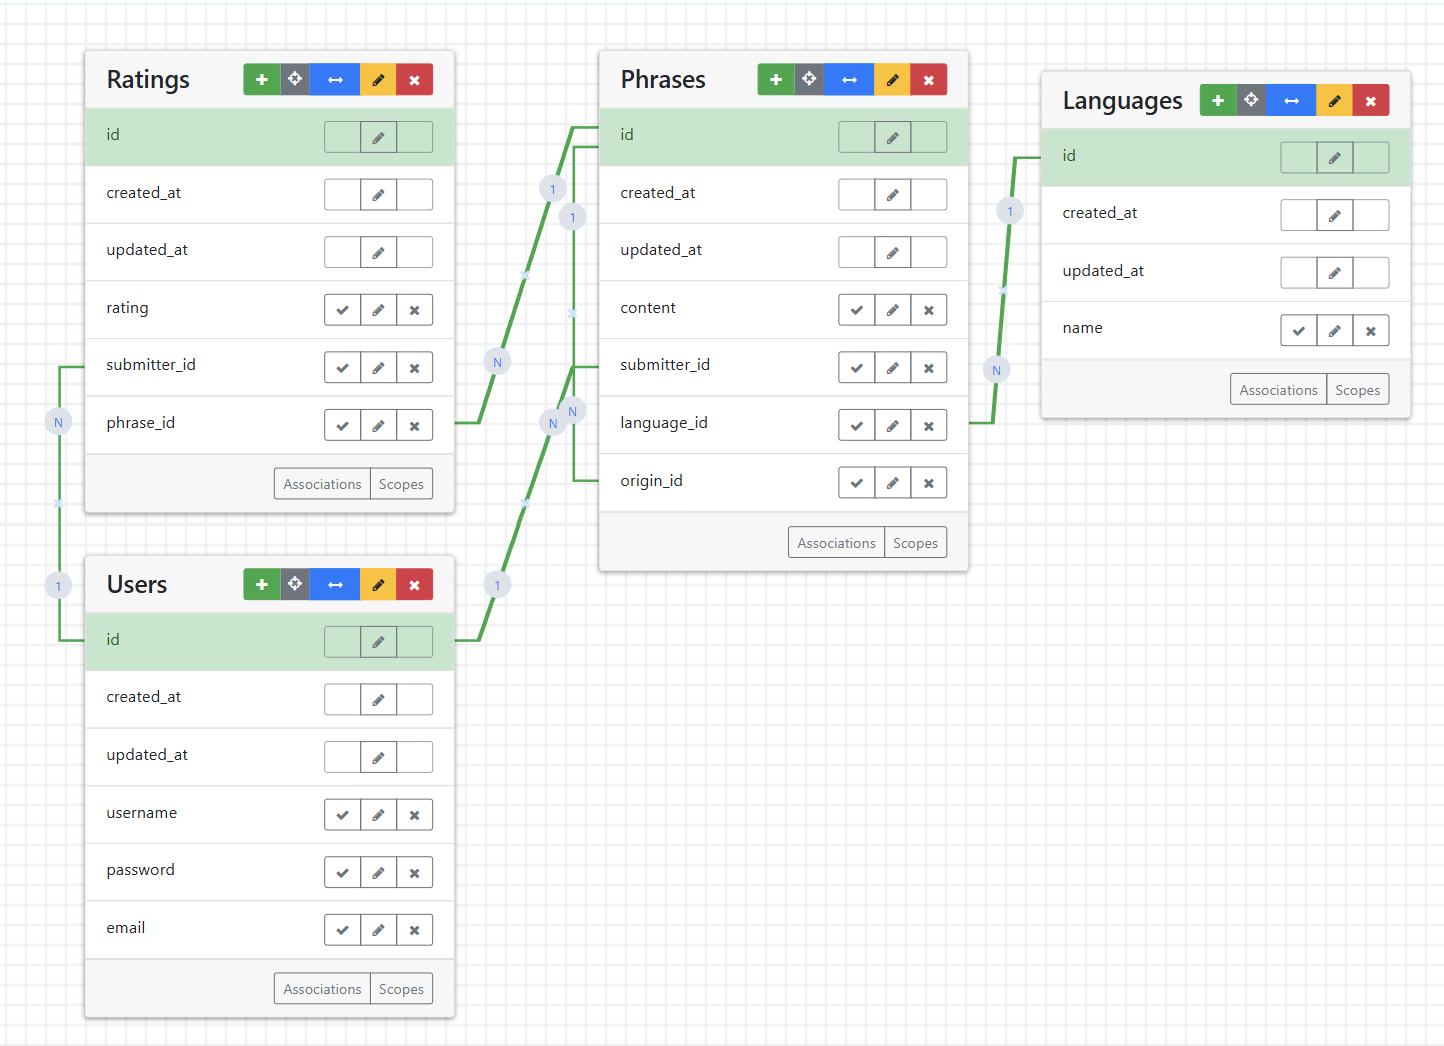 Ratings
id
created_at
updated_at
rating
submitter_id
phrase_id
Associations Scopes
Users
id
created_at
updated_at
username
password
email
Associations Scopes
Phrases
id
created_at
updated_at
content
submitter_id
language_id
origin_id
Associations Scopes
Languages
id
created_at
updated_at
name
Associations Scopes
N
1
1
N
1
N
N
1
1
N